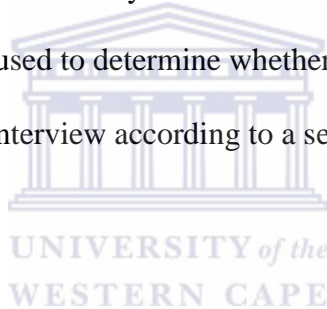 used to determine whether
interview according to a se
UNIVERSITY of the
WESTERN CAPE